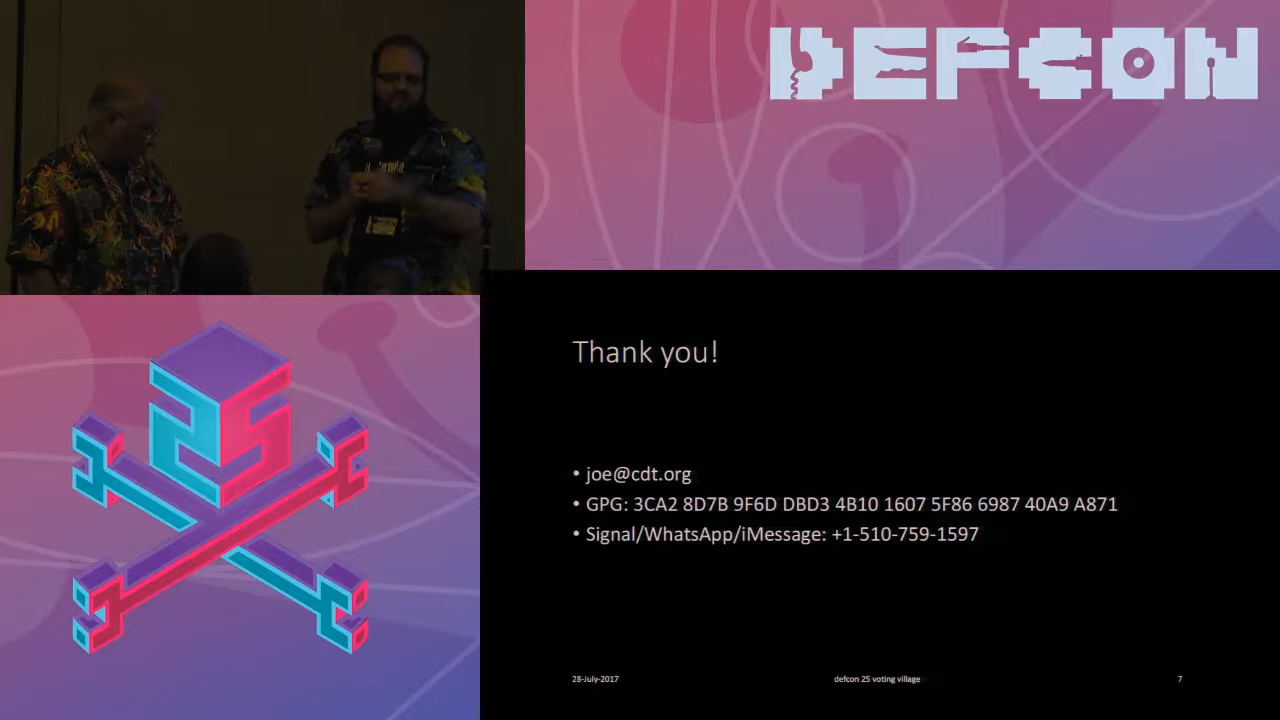 DEFCON
25
Thank you!
• joe@cdt.org
• GPG: 3CA2 8D7B 9F6D DBD3 4B10 1607 5F86 6987 40A9 A871
• Signal/WhatsApp/iMessage: +1-510-759-1597
28-July-2017 defcon 25 voting village 7